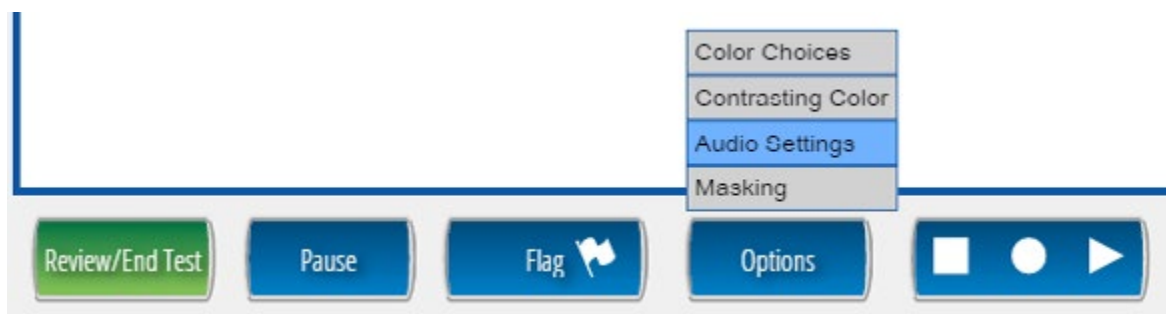 Color Choices
Contrasting Color
Audio Settings
Masking
Review/End Test
Pause
Flag
Options